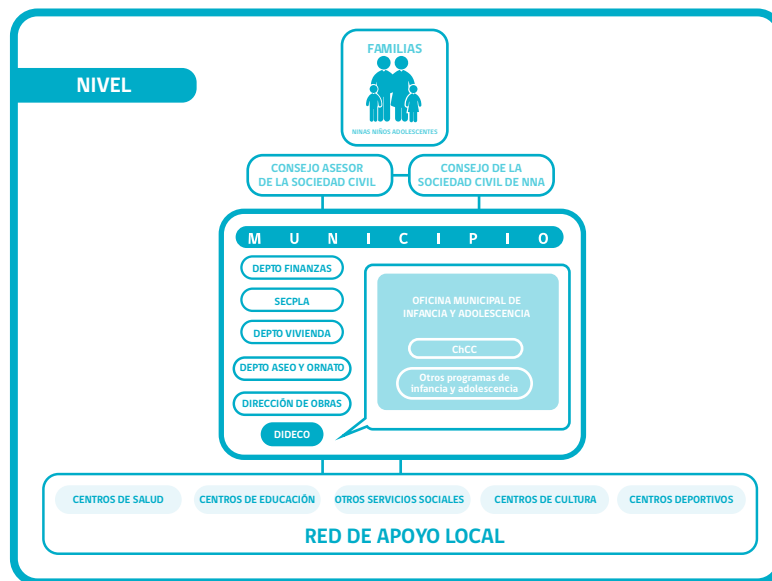 FAMILIAS
NINAS NIÑOS ADOLESCENTES
NIVEL
CONSEJO ASESOR
DE LA SOCIEDAD CIVIL
CONSEJO DE LA
SOCIEDAD CIVIL DE NNA
MUNICIPIO
DEPTO FINANZAS
SECPLA
DEPTO VIVIENDA
DEPTO ASEO Y ORNATO
DIRECCIÓN DE OBRAS
DIDECO
OFICINA MUNICIPAL DE
INFANCIA Y ADOLESCENCIA
ChCC
Otros programas de
infancia y adolescencia
CENTROS DE SALUD
CENTROS DE EDUCACIÓN
OTROS SERVICIOS SOCIALES
CENTROS DE CULTURA
CENTROS DEPORTIVOS
RED DE APOYO LOCAL